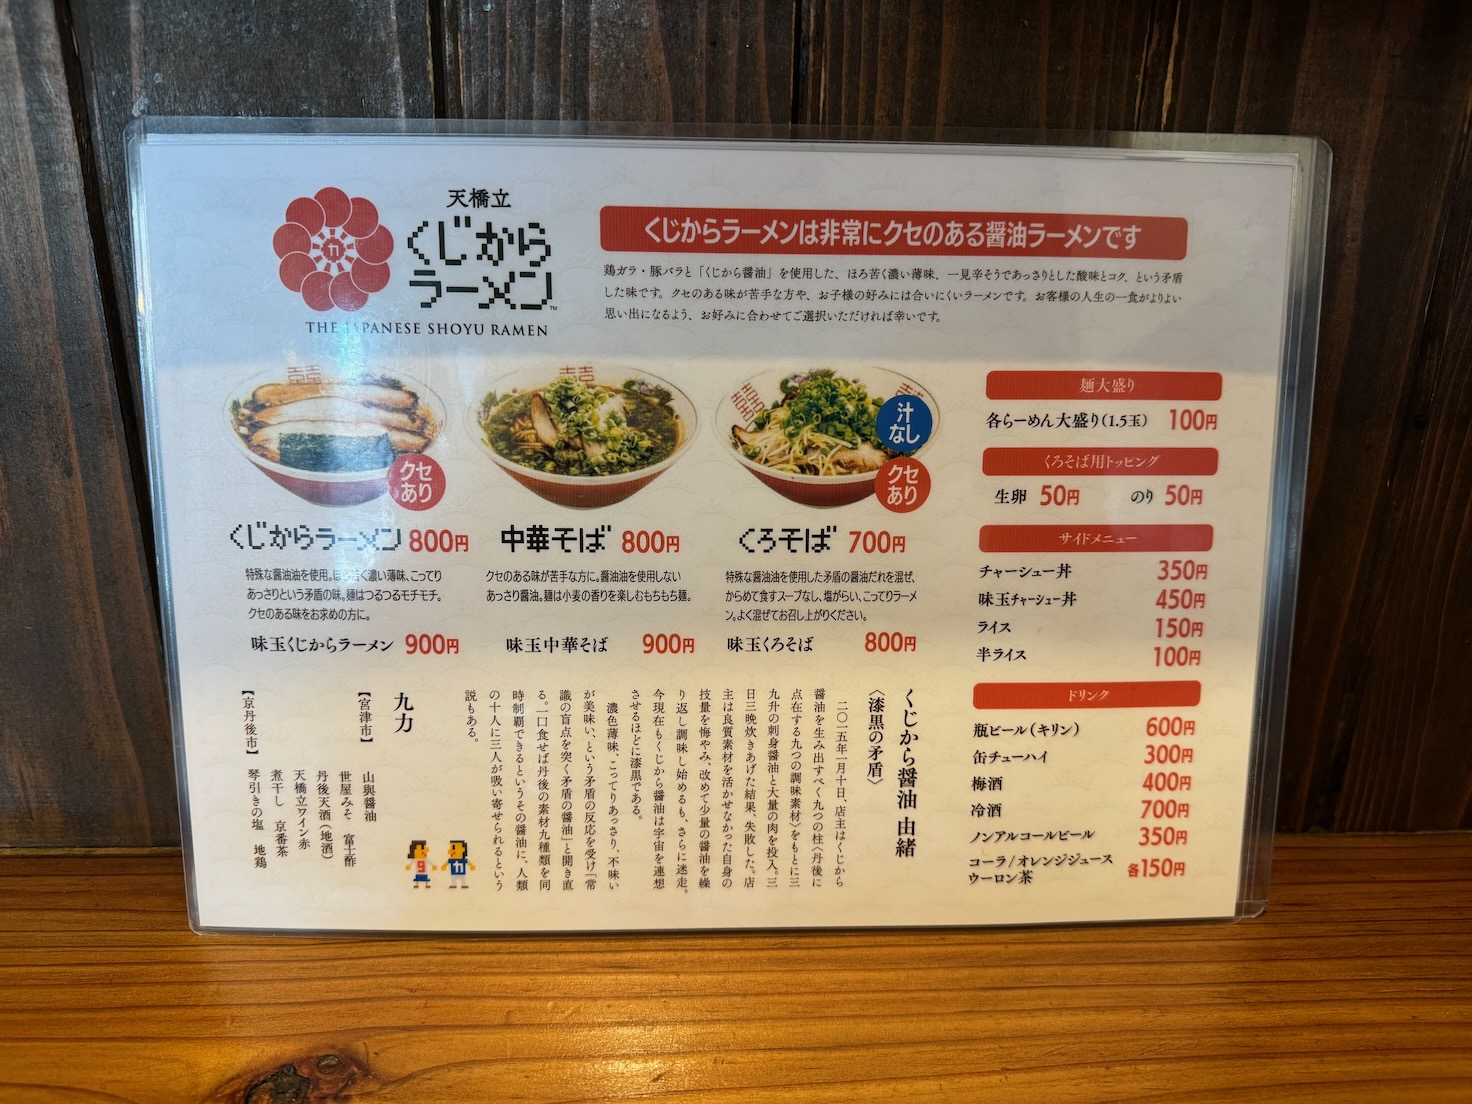 天橋立
くじから
ラーメン
THE JAPANESE SHOYU RAMEN
くじからラーメンは非常にクセのある醤油ラーメンです
鶏ガラ・豚バラと「くじから醤油」を使用した、ほろ苦く濃い薄味、一見辛そうであっさりとした酸味とコク、という矛盾
した味です。クセのある味が苦手な方や、お子様の好みには合いにくいラーメンです。お客様の人生の一食がよりよい
思い出になるよう、お好みに合わせてご選択いただければ幸いです。
クセ
あり
くじからラーメン 800円
特殊な醤油油を使用。ほろ苦く濃い薄味、こってり
あっさりという矛盾の味。麺はつるつるモチモチ。
クセのある味をお求めの方に。
味玉くじからラーメン 900円
中華そば 800円
クセのある味が苦手な方に。醤油油を使用しない
あっさり醤油。麺は小麦の香りを楽しむもちもち麺。
味玉中華そば 900円
汁
なし
クセ
あり
くろそば 700円
特殊な醤油油を使用した矛盾の醤油だれを混ぜ、
からめて食すスープなし、塩がらい、こってりラーメ
ン。よく混ぜてお召し上がりください。
味玉くろそば 800円
麺大盛り
各らーめん大盛り(1.5玉) 100円
くろそば用トッピング
生卵 50円 のり 50円
サイドメニュー
チャーシュー丼 350円
味玉チャーシュー丼 450円
ライス 150円
半ライス 100円
ドリンク
瓶ビール(キリン) 600円
缶チューハイ 300円
梅酒 400円
冷酒 700円
ノンアルコールビール 350円
コーラ/オレンジジュース
ウーロン茶 各150円
くじから醤油 由緒
〈漆黒の矛盾〉
二〇一五年一月十日、店主はくじから
醤油を生み出すべく九つの柱〈丹後に
点在する九つの調味素材〉をもとに三
九升の刺身醤油と大量の肉を投入。三
日三晩炊きあげた結果、失敗した。店
主は良質素材を活かせなかった自身の
技量を悔やみ、改めて少量の醤油を繰
り返し調味し始めるも、さらに迷走。
今現在もくじから醤油は宇宙を連想
させるほどに漆黒である。
濃色薄味、こってりあっさり、不味い
が美味い、という矛盾の反応を受け「常
識の盲点を突く矛盾の醤油」と開き直
る。一口食せば丹後の素材九種類を同
時制覇できるというその醤油に、人類
の十人に三人が吸い寄せられるという
説もある。
九力
【宮津市】
山與醤油
世屋みそ 富士酢
丹後天酒(地酒)
天橋立ワイン赤
煮干し 京番茶
【京丹後市】
琴引きの塩 地鶏